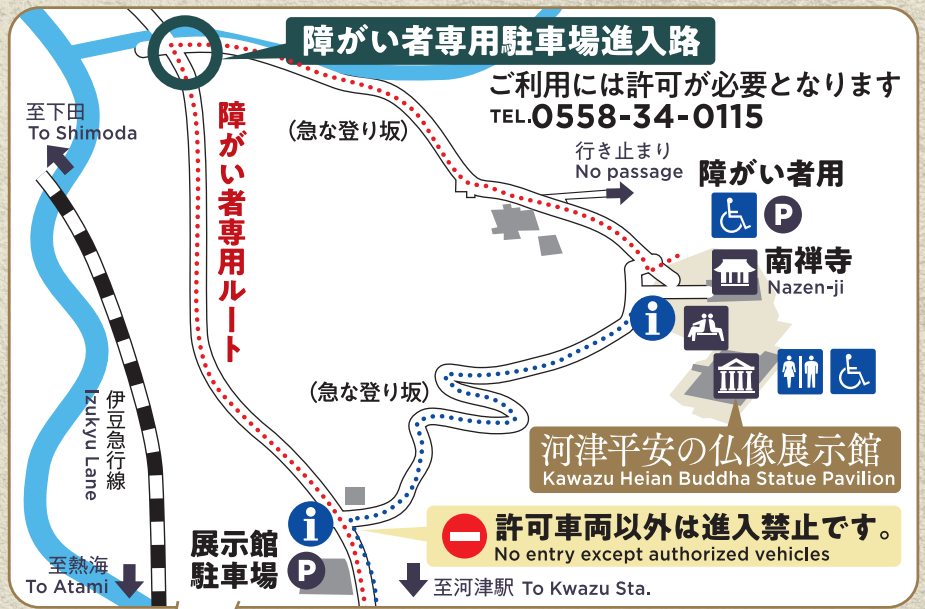 障がい者専用駐車場進入路
ご利用には許可が必要となります
TEL.0558-34-0115
至下田
To Shimoda
障がい者専用ルート
(急な登り坂)
行き止まり
No passage
障がい者用
P
南禅寺
Nazen-ji
i
(急な登り坂)
伊豆急行線
Izukyu Lane
河津平安の仏像展示館
Kawazu Heian Buddha Statue Pavilion
i
許可車両以外は進入禁止です。
No entry except authorized vehicles
展示館
駐車場
P
至熱海
To Atami
至河津駅 To Kwazu Sta.